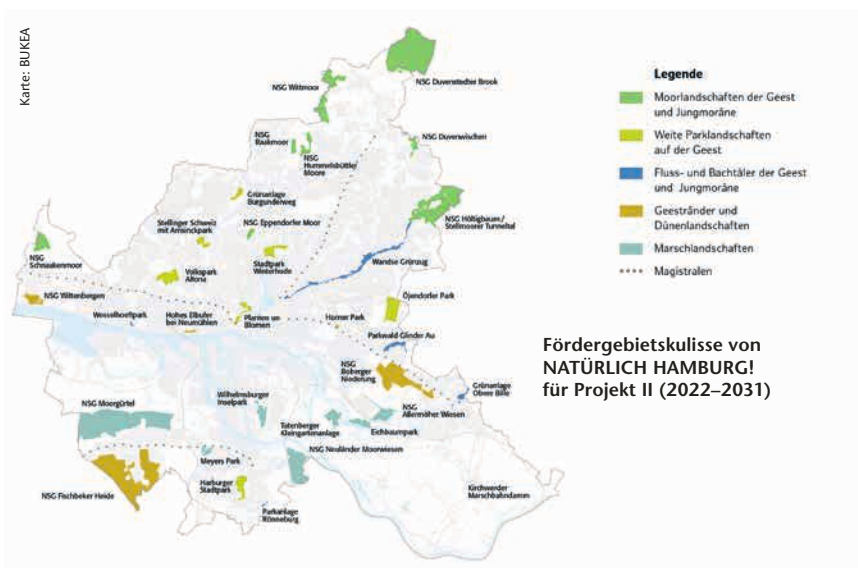 Karte: BUKEA
NSG Duvenstedter Brook
NSG Wittmoor
NSG Duvenwischen
NSG
Raakmoor
NSG
Hummelsbüttler
Moore
Grünanlage
Burgunderweg
Stellinger Schweiz
mit Amsinckpark
NSG Eppendorfer Moor
NSG Höltigbaum/
Stellmoorer Tunneltal
NSG
Schnaakenmoor
Volkspark
Altona
Stadtpark
Winterhude
Wandse Grünzug
NSG Wittenbergen
Wesselhoeftpark
Hohes Elbufer
bei Neumühlen
Planten un
Blomen
Horner Park
Öjendorfer Park
Parkwald Glinder Au
NSG
Boberger
Niederung
Grünanlage
Obere Bille
NSG Moorgürtel
Wilhelmsburger
Inselpark
NSG
Allermöher Wiesen
Tatenberger
Kleingartenanlage
Eichbaumpark
NSG Neuländer Moorwiesen
Meyers Park
NSG Fischbeker Heide
Harburger
Stadtpark
Parkanlage
Rönneburg
Kirchwerder
Marschbahndamm
Legende
Moorlandschaften der Geest
und Jungmoräne
Weite Parklandschaften
auf der Geest
Fluss- und Bachtäler der Geest
und Jungmoräne
Geestränder und
Dünenlandschaften
Marschlandschaften
Magistralen
Fördergebietskulisse von
NATÜRLICH HAMBURG!
für Projekt II (2022–2031)